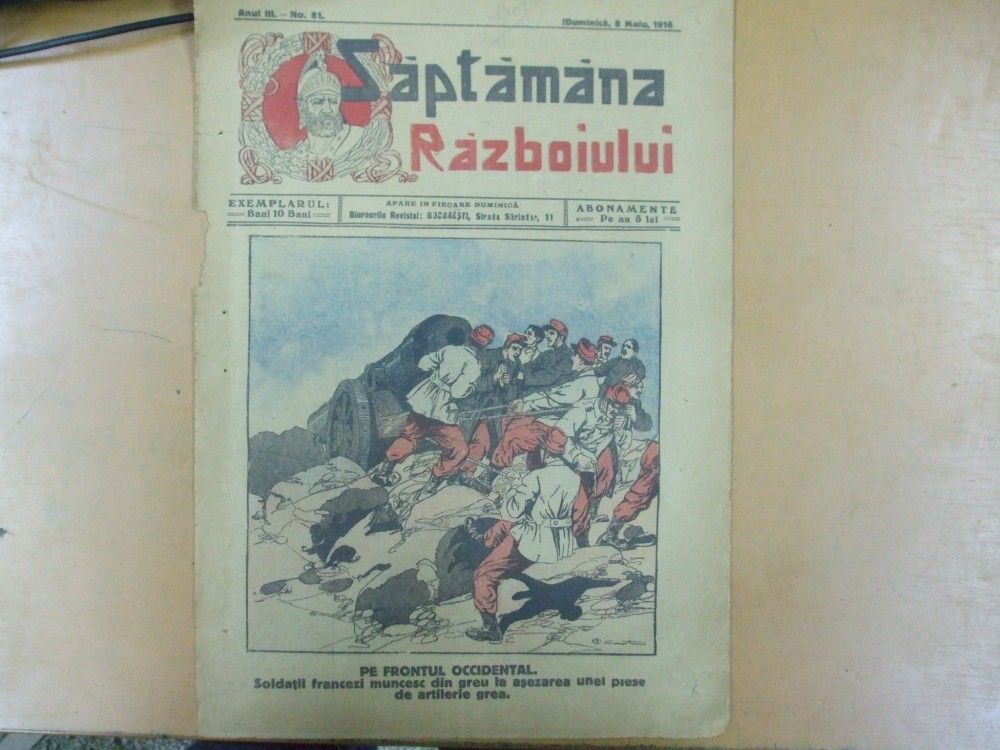 Anul III. — No. 81.
Duminică, 8 Maiu, 1916
Săptămâna
Războiului
EXEMPLARUL:
Bani 10 Bani
APARE IN FIECARE DUMINICĂ
Birourile Revistei: BUCUREȘTI, Strada Sărindar, 11
ABONAMENTE
Pe an 5 lei
PE FRONTUL OCCIDENTAL.
Soldații francezi muncesc din greu la așezarea unei piese
de artilerie grea.